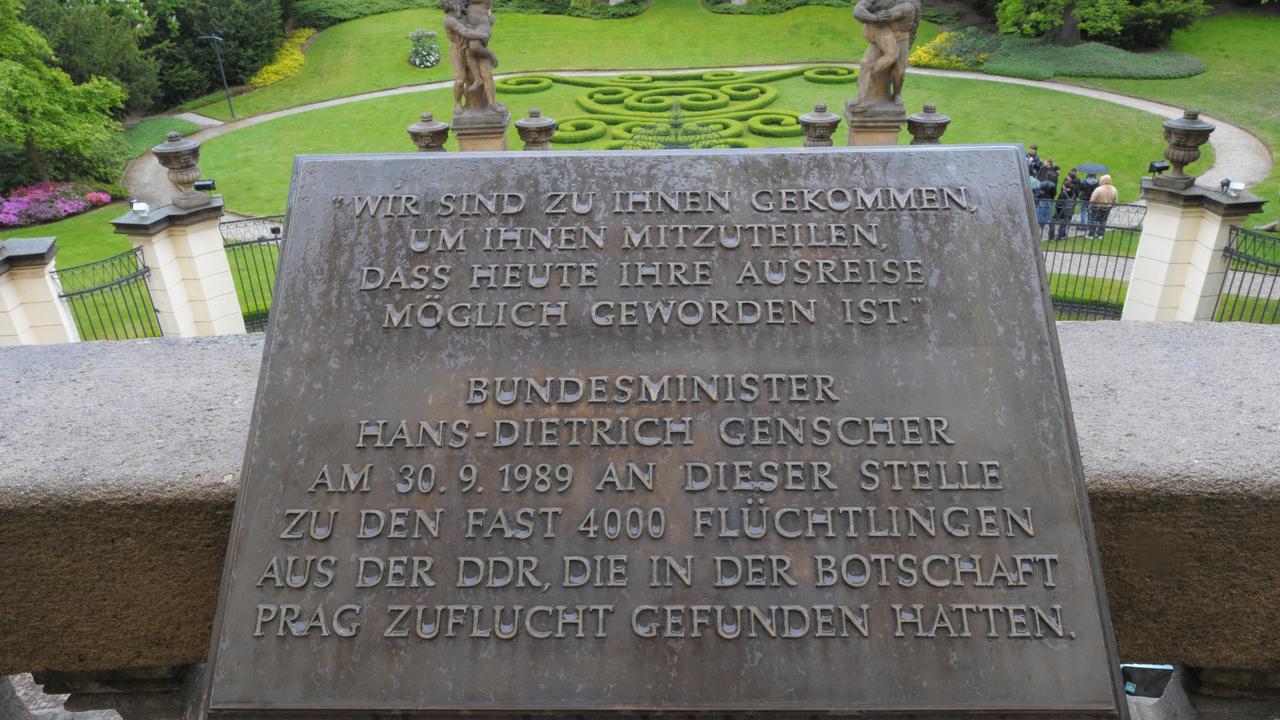 "WIR SIND ZU IHNEN GEKOMMEN,
UM IHNEN MITZUTEILEN,
DASS HEUTE IHRE AUSREISE
MÖGLICH GEWORDEN IST."
BUNDESMINISTER
HANS-DIETRICH GENSCHER
AM 30. 9. 1989 AN DIESER STELLE
ZU DEN FAST 4000 FLÜCHTLINGEN
AUS DER DDR, DIE IN DER BOTSCHAFT
PRAG ZUFLUCHT GEFUNDEN HATTEN.